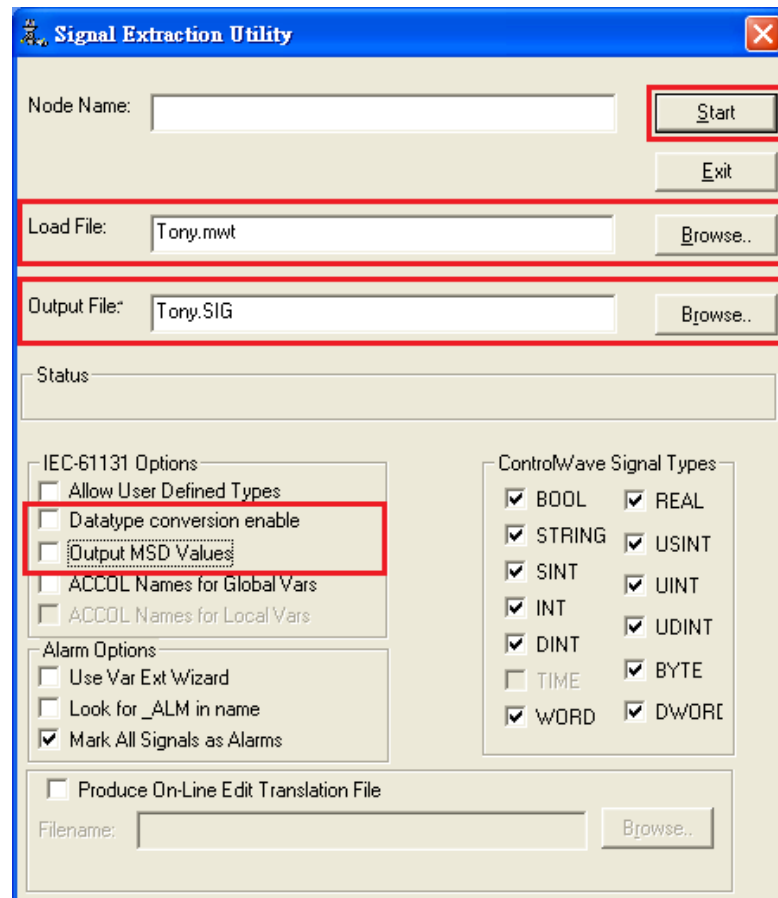 Signal Extraction Utility
Node Name:
Start
Exit
Load File:
Tony.mwt
Browse..
Output File:
Tony.SIG
Browse..
Status
IEC-61131 Options
Allow User Defined Types
Datatype conversion enable
Output MSD Values
ACCOL Names for Global Vars
ACCOL Names for Local Vars
Alarm Options
Use Var Ext Wizard
Look for _ALM in name
Mark All Signals as Alarms
ControlWave Signal Types
BOOL
REAL
STRING
USINT
SINT
UINT
INT
UDINT
DINT
BYTE
TIME
DWORD
WORD
Produce On-Line Edit Translation File
Filename:
Browse..